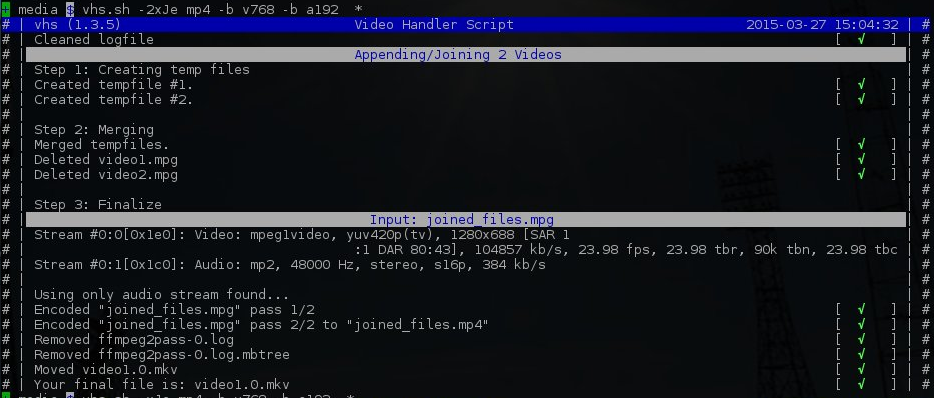 + media $ vhs.sh -2xJe mp4 -b v768 -b a192  *
# | vhs (1.3.5) Video Handler Script 2015-03-27 15:04:32 | #
# | Cleaned logfile [ √ ] | #
# | Appending/Joining 2 Videos | #
# | Step 1: Creating temp files | #
# | Created tempfile #1. [ √ ] | #
# | Created tempfile #2. [ √ ] | #
# | | #
# | Step 2: Merging | #
# | Merged tempfiles. [ √ ] | #
# | Deleted video1.mpg [ √ ] | #
# | Deleted video2.mpg [ √ ] | #
# | | #
# | Step 3: Finalize | #
# | Input: joined_files.mpg | #
# | Stream #0:0[0x1e0]: Video: mpeg1video, yuv420p(tv), 1280x688 [SAR 1 | #
# | :1 DAR 80:43], 104857 kb/s, 23.98 fps, 23.98 tbr, 90k tbn, 23.98 tbc | #
# | Stream #0:1[0x1c0]: Audio: mp2, 48000 Hz, stereo, s16p, 384 kb/s | #
# | | #
# | Using only audio stream found... | #
# | Encoded "joined_files.mpg" pass 1/2 [ √ ] | #
# | Encoded "joined_files.mpg" pass 2/2 to "joined_files.mp4" [ √ ] | #
# | Removed ffmpeg2pass-0.log [ √ ] | #
# | Removed ffmpeg2pass-0.log.mbtree [ √ ] | #
# | Moved video1.0.mkv [ √ ] | #
# | Your final file is: video1.0.mkv [ √ ] | #
+ media $ vhs.sh -xJe mp4 -b v768 -b a192  *